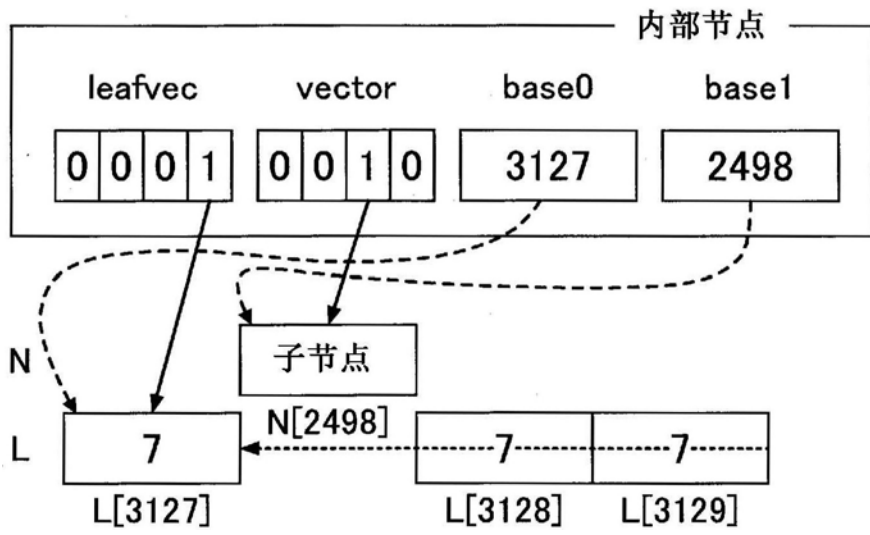 内部节点
leafvec vector base0 base1
0 0 0 1 0 0 1 0 3127 2498
N 子节点
N[2498]
L 7 7 7
L[3127] L[3128] L[3129]